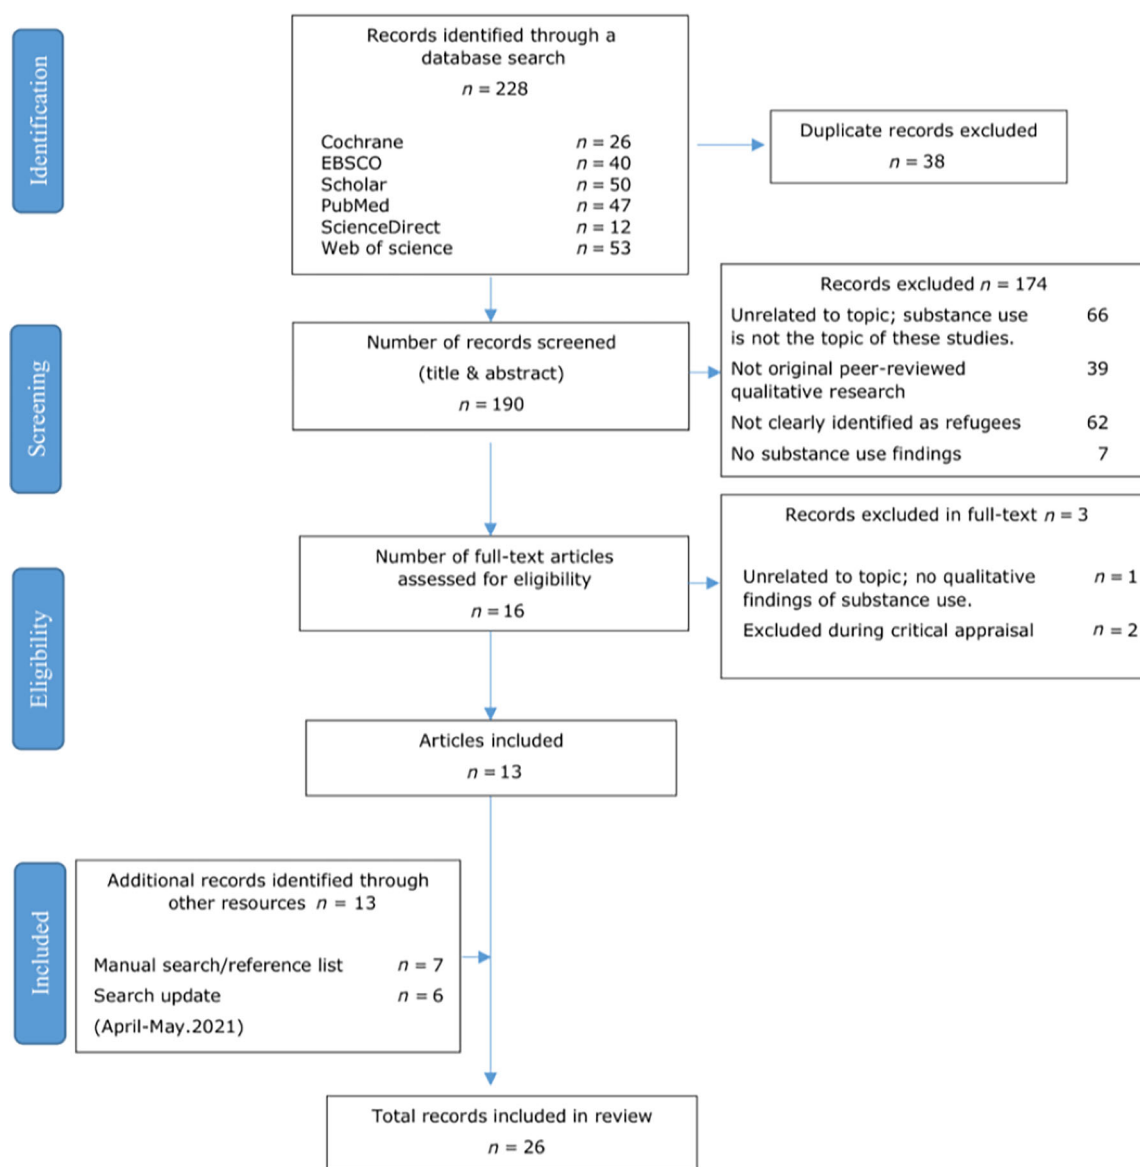 Identification
Records identified through a
database search
n = 228
Cochrane n = 26
EBSCO n = 40
Scholar n = 50
PubMed n = 47
ScienceDirect n = 12
Web of science n = 53
Duplicate records excluded
n = 38
Screening
Number of records screened
(title & abstract)
n = 190
Records excluded n = 174
Unrelated to topic; substance use 66
is not the topic of these studies.
Not original peer-reviewed 39
qualitative research
Not clearly identified as refugees 62
No substance use findings 7
Eligibility
Number of full-text articles
assessed for eligibility
n = 16
Records excluded in full-text n = 3
Unrelated to topic; no qualitative n = 1
findings of substance use.
Excluded during critical appraisal n = 2
Articles included
n = 13
Included
Additional records identified through
other resources n = 13
Manual search/reference list n = 7
Search update n = 6
(April-May.2021)
Total records included in review
n = 26